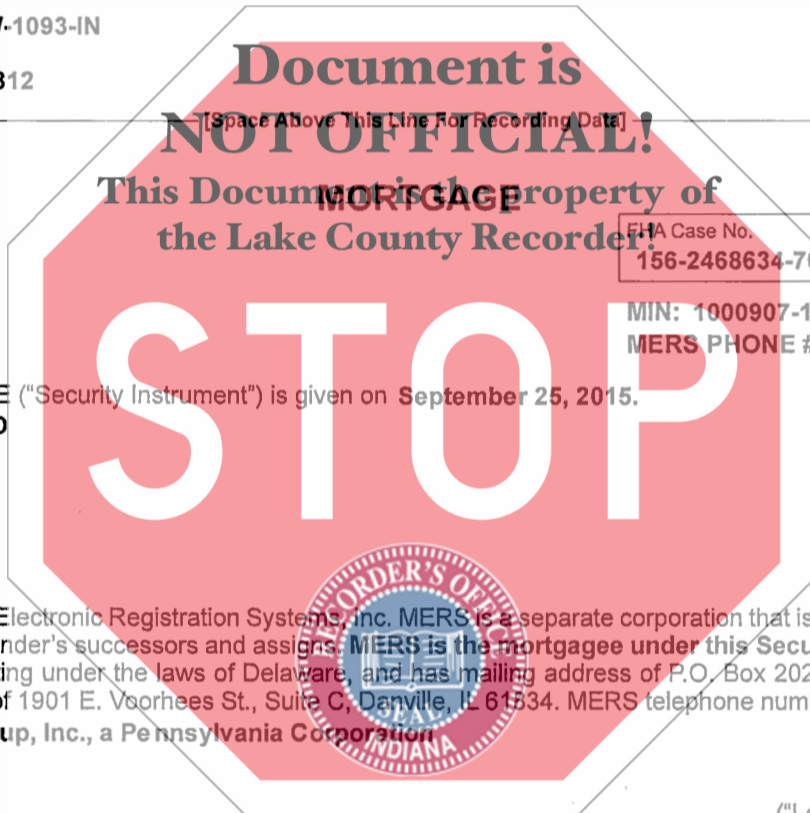 -1093-IN
312
Document is
[Space Above This Line For Recording Data]
NOT OFFICIAL!
MORTGAGE
This Document is the property of
the Lake County Recorder!
FHA Case No.
156-2468634-70
MIN: 1000907-1
MERS PHONE #
STOP
E ("Security Instrument") is given on September 25, 2015.
RECORDER'S OFFICE
Electronic Registration Systems, Inc. MERS is a separate corporation that is
nder's successors and assigns. MERS is the mortgagee under this Secu
ing under the laws of Delaware, and has mailing address of P.O. Box 202
of 1901 E. Voorhees St., Suite C, Danville, IL 61834. MERS telephone num
SEAL
up, Inc., a Pennsylvania Corporation
INDIANA